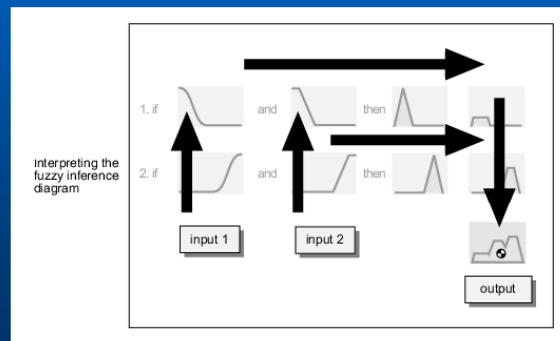 Interpreting the
fuzzy inference
diagram
1. if
and
then
2. if
and
then
input 1
input 2
output